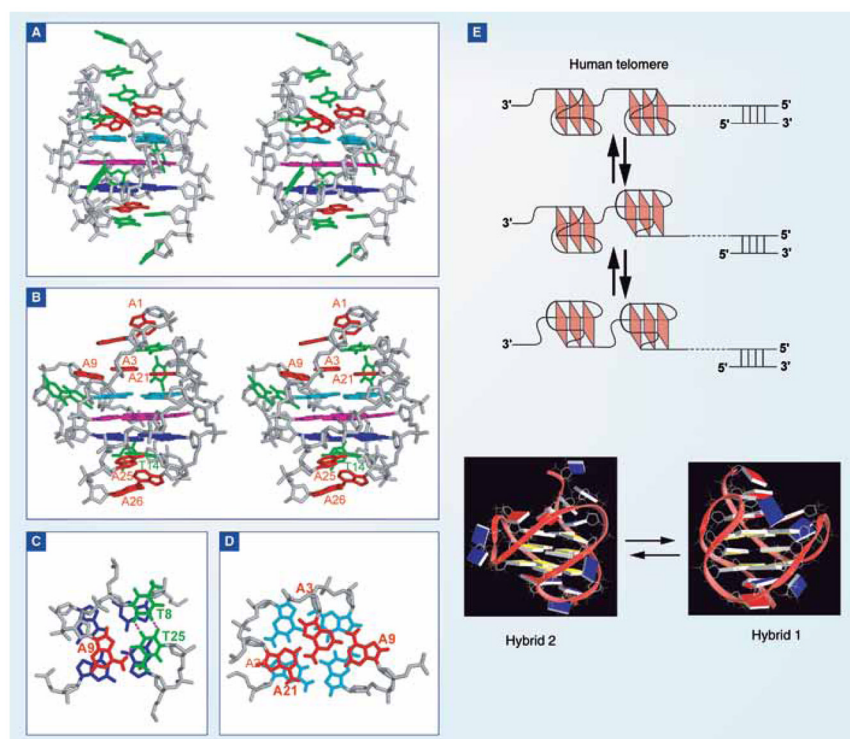 A
B
A1
A9
A3
A21
T14
A25
A26
A1
A9
A3
A21
T14
A25
A26
C
T8
T25
A9
D
A3
A9
A21
E
Human telomere
3'
5'
5'
3'
3'
5'
5'
3'
3'
5'
5'
3'
Hybrid 2
Hybrid 1